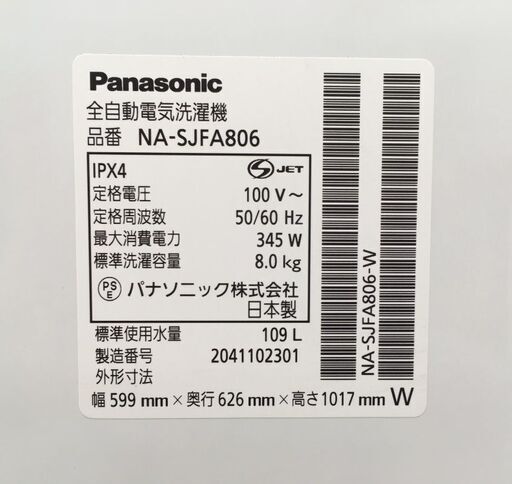 Panasonic
全自動電気洗濯機
品番 NA-SJFA806
IPX4 S JET
定格電圧 100 V～
定格周波数 50/60 Hz
最大消費電力 345 W
標準洗濯容量 8.0 kg
PSE パナソニック株式会社
日本製
標準使用水量 109 L
製造番号 2041102301
外形寸法
幅 599 mm × 奥行 626 mm × 高さ 1017 mm W
NA-SJFA806-W